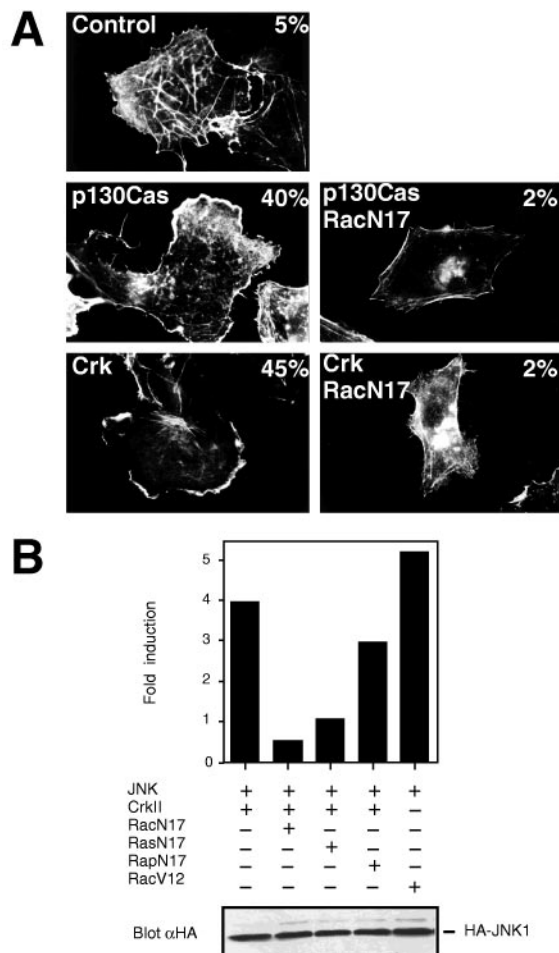 A
Control 5%
p130Cas 40%
p130Cas 2%
RacN17
Crk 45%
Crk 2%
RacN17
B
Fold induction
5
4
3
2
1
0
JNK + + + + +
CrkII + + + + –
RacN17 – + – – –
RasN17 – – + – –
RapN17 – – – + –
RacV12 – – – – +
Blot αHA – HA-JNK1